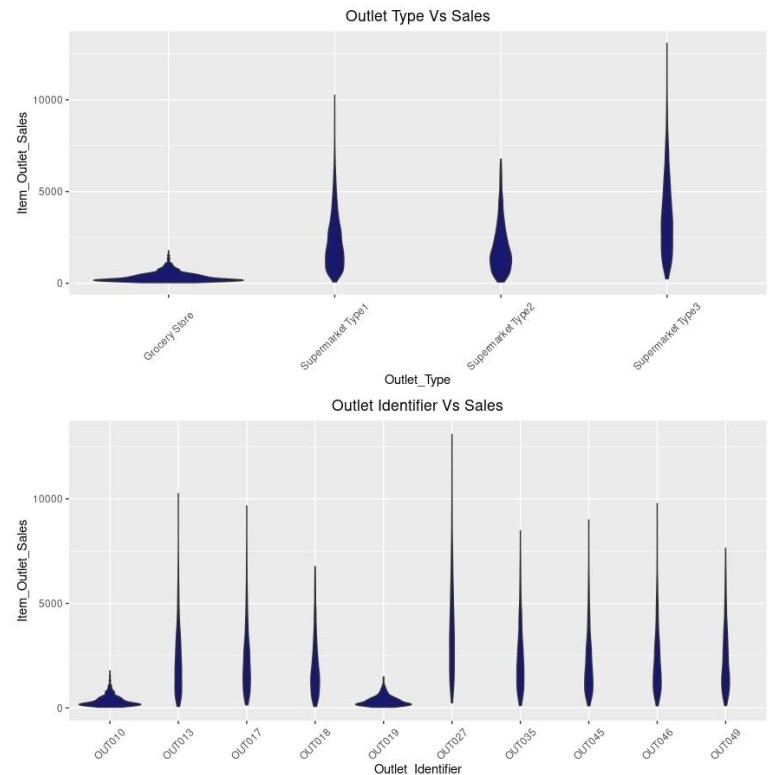 Outlet Type Vs Sales
Item_Outlet_Sales
10000
5000
0
Grocery Store
Supermarket Type1
Supermarket Type2
Supermarket Type3
Outlet_Type
Outlet Identifier Vs Sales
Item_Outlet_Sales
10000
5000
0
OUT010
OUT013
OUT017
OUT018
OUT019
OUT027
OUT035
OUT045
OUT046
OUT049
Outlet_Identifier